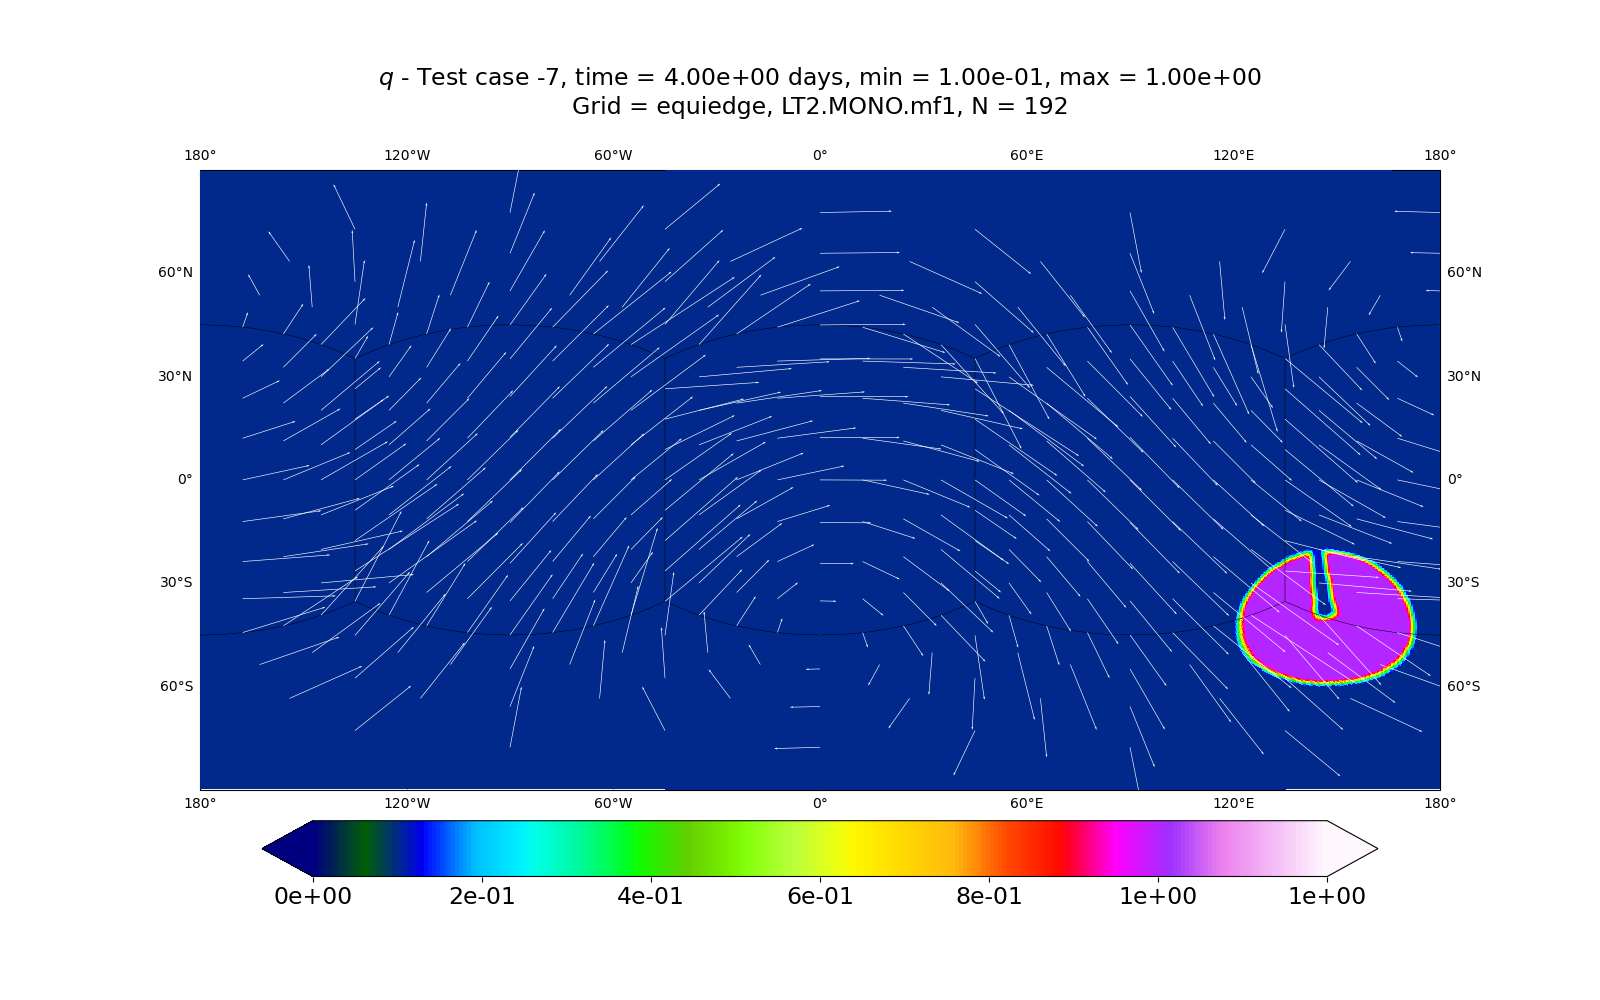 q - Test case -7, time = 4.00e+00 days, min = 1.00e-01, max = 1.00e+00
Grid = equiedge, LT2.MONO.mf1, N = 192
180° 120°W 60°W 0° 60°E 120°E 180°
60°N 60°N
30°N 30°N
0° 0°
30°S 30°S
60°S 60°S
180° 120°W 60°W 0° 60°E 120°E 180°
0e+00 2e-01 4e-01 6e-01 8e-01 1e+00 1e+00